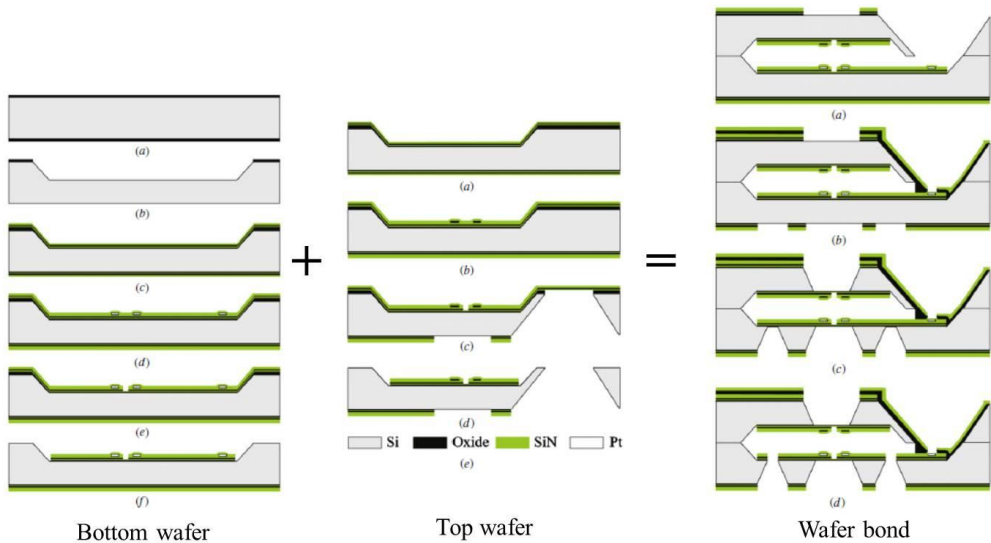 (a)
(b)
(c)
(d)
(e)
(f)
Bottom wafer
+
(a)
(b)
(c)
(d)
Si Oxide SiN Pt
(e)
Top wafer
=
(a)
(b)
(c)
(d)
Wafer bond